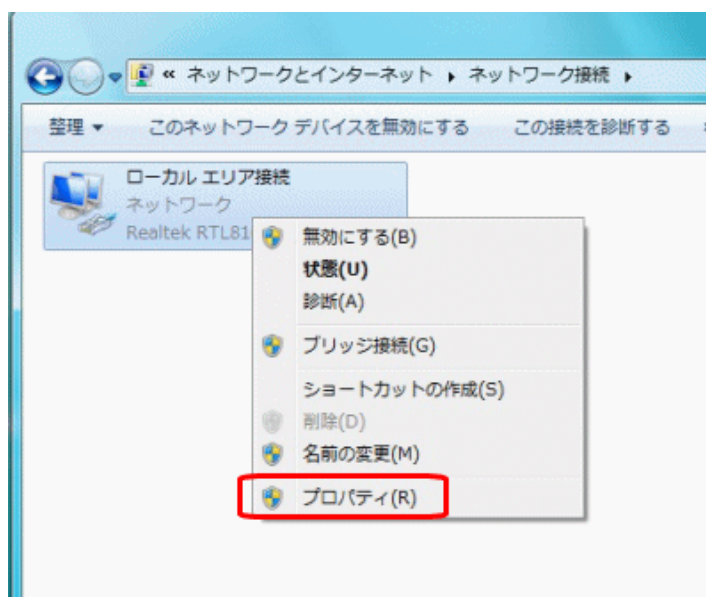 « ネットワークとインターネット ▸ ネットワーク接続 ▸
整理 ▼ このネットワーク デバイスを無効にする この接続を診断する
ローカル エリア接続
ネットワーク
Realtek RTL81
無効にする(B)
状態(U)
診断(A)
ブリッジ接続(G)
ショートカットの作成(S)
削除(D)
名前の変更(M)
プロパティ(R)